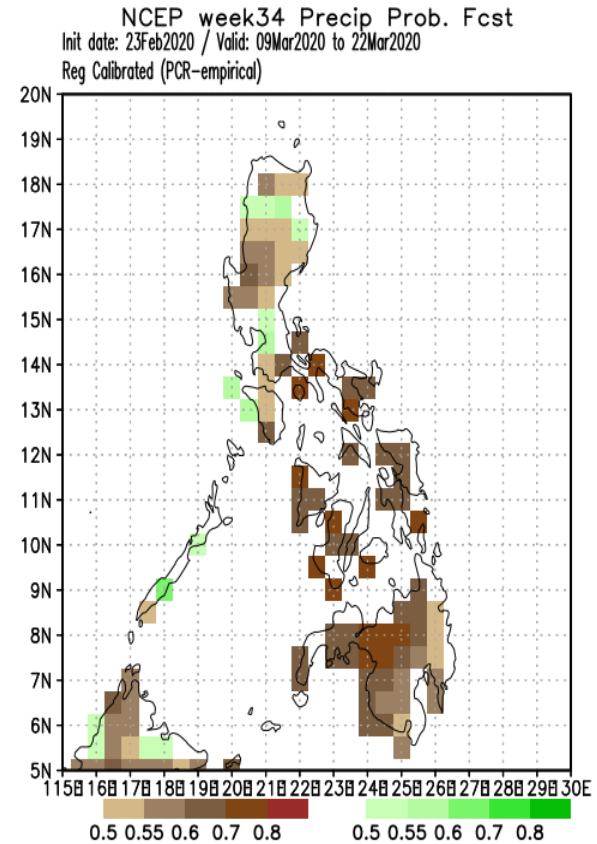 NCEP week34 Precip Prob. Fcst
Init date: 23Feb2020 / Valid: 09Mar2020 to 22Mar2020
Reg Calibrated (PCR-empirical)
20N
19N
18N
17N
16N
15N
14N
13N
12N
11N
10N
9N
8N
7N
6N
5N
115E 116E 117E 118E 119E 120E 121E 122E 123E 124E 125E 126E 127E 128E 129E 130E
0.5 0.55 0.6 0.7 0.8 0.5 0.55 0.6 0.7 0.8